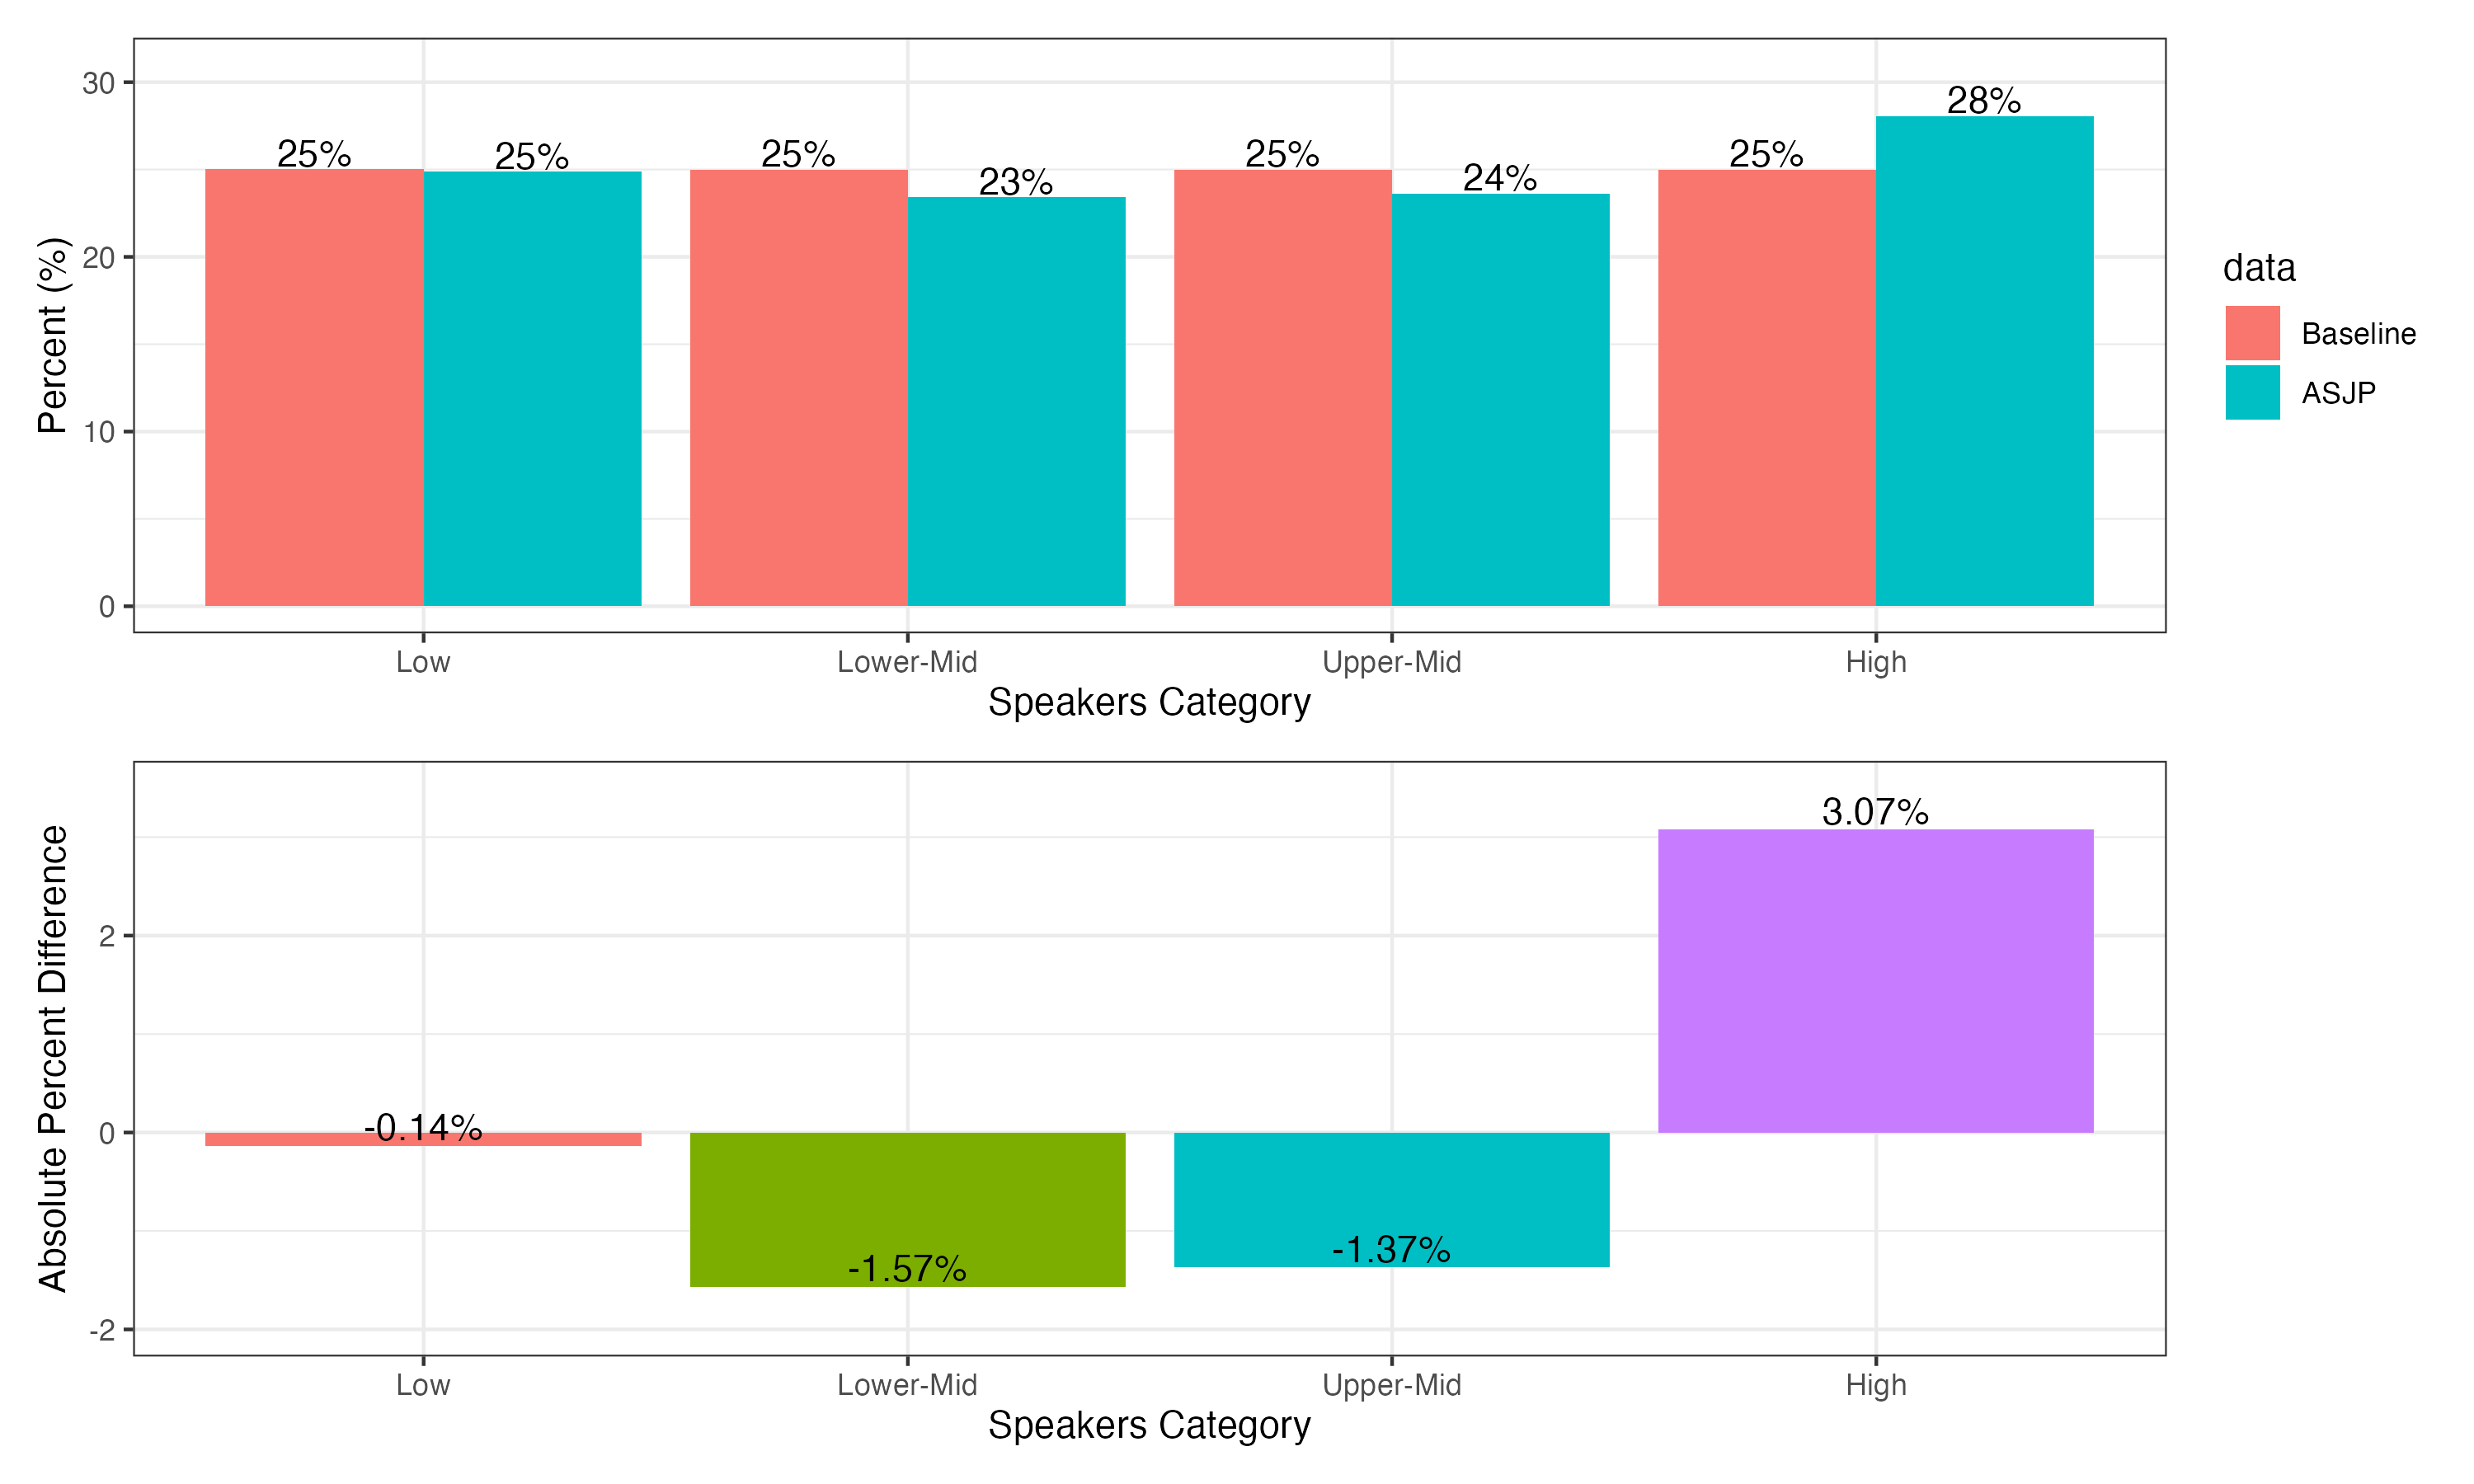 30
20
10
0
Percent (%)
25%
25%
25%
23%
25%
24%
25%
28%
Low
Lower-Mid
Upper-Mid
High
Speakers Category
data
Baseline
ASJP
2
0
-2
Absolute Percent Difference
-0.14%
-1.57%
-1.37%
3.07%
Low
Lower-Mid
Upper-Mid
High
Speakers Category